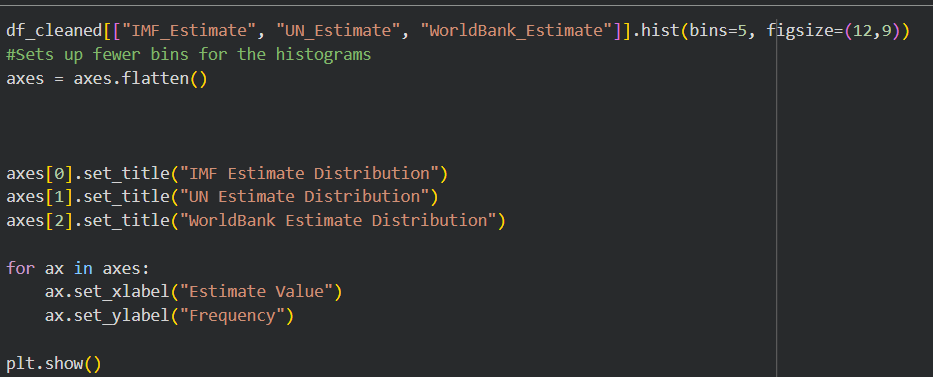 df_cleaned[["IMF_Estimate", "UN_Estimate", "WorldBank_Estimate"]].hist(bins=5, figsize=(12,9))
#Sets up fewer bins for the histograms
axes = axes.flatten()
axes[0].set_title("IMF Estimate Distribution")
axes[1].set_title("UN Estimate Distribution")
axes[2].set_title("WorldBank Estimate Distribution")
for ax in axes:
    ax.set_xlabel("Estimate Value")
    ax.set_ylabel("Frequency")
plt.show()